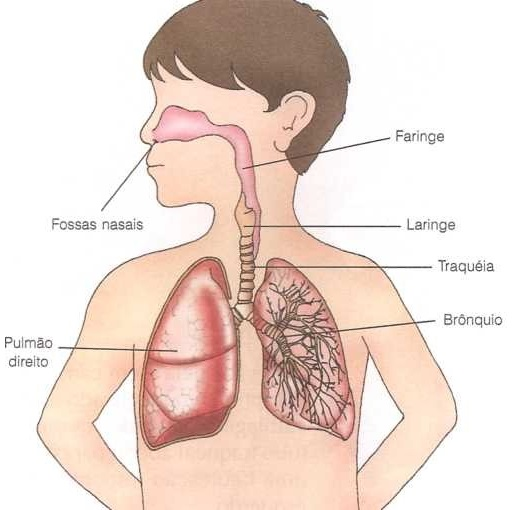 Faringe
Fossas nasais
Laringe
Traquéia
Brônquio
Pulmão
direito